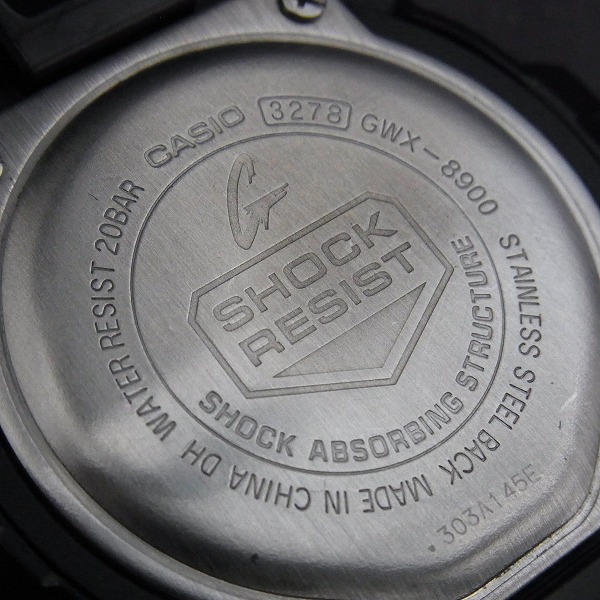 CASIO 3278 GWX-8900 STAINLESS STEEL BACK MADE IN CHINA DH WATER RESIST 20BAR
G
SHOCK
RESIST
SHOCK ABSORBING STRUCTURE
303A145E